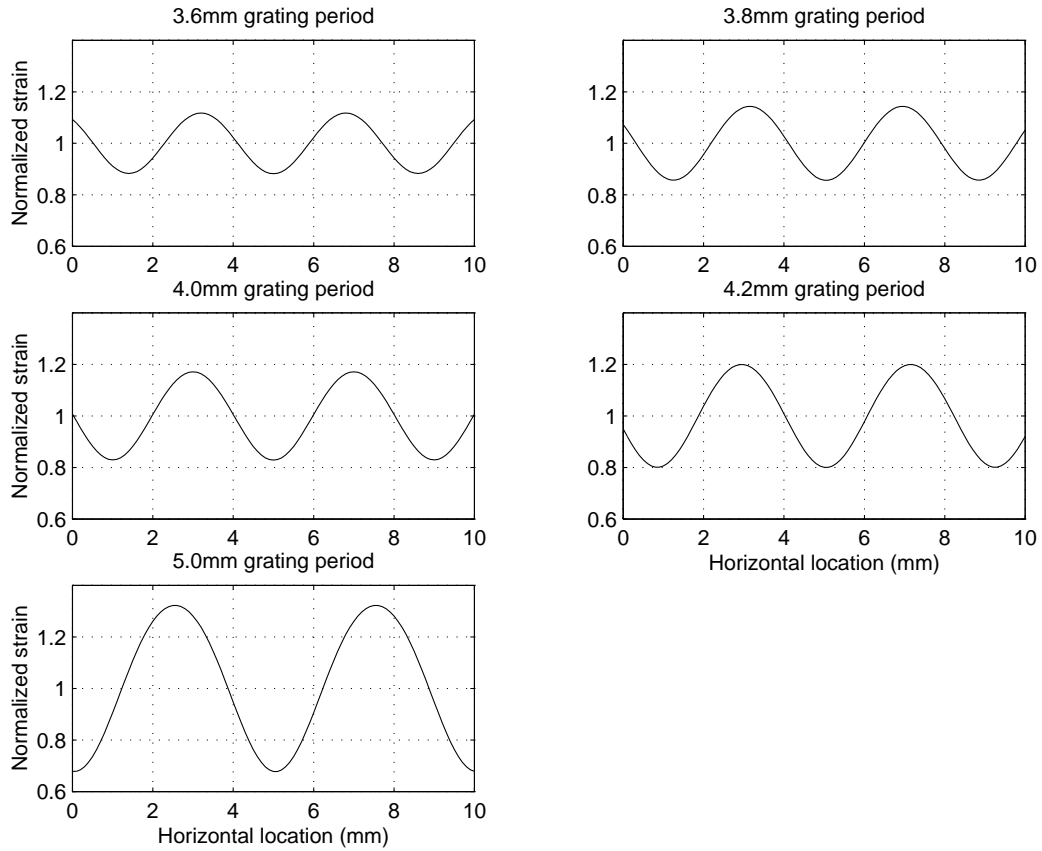 3.6mm grating period
Normalized strain
1.2
1
0.8
0.6
0 2 4 6 8 10
3.8mm grating period
1.2
1
0.8
0.6
0 2 4 6 8 10
4.0mm grating period
Normalized strain
1.2
1
0.8
0.6
0 2 4 6 8 10
4.2mm grating period
1.2
1
0.8
0.6
0 2 4 6 8 10
Horizontal location (mm)
5.0mm grating period
Normalized strain
1.2
1
0.8
0.6
0 2 4 6 8 10
Horizontal location (mm)